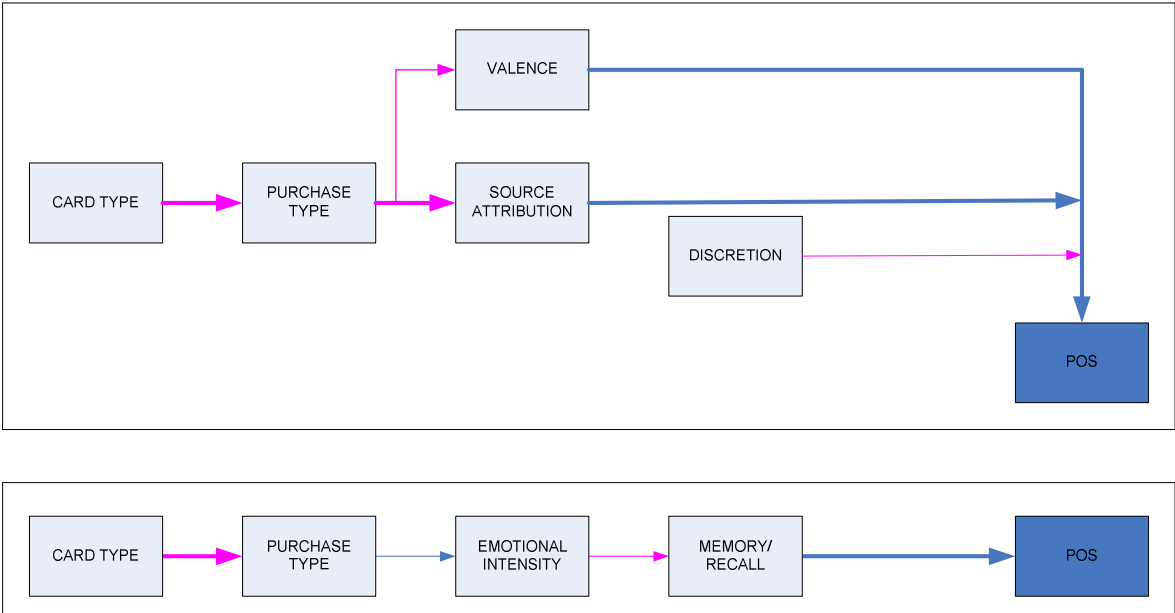 VALENCE
CARD TYPE
PURCHASE
TYPE
SOURCE
ATTRIBUTION
DISCRETION
POS
CARD TYPE
PURCHASE
TYPE
EMOTIONAL
INTENSITY
MEMORY/
RECALL
POS